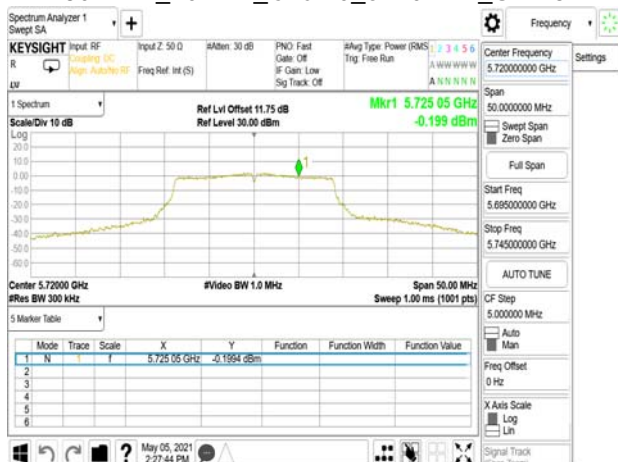 Spectrum Analyzer 1
Swept SA
Frequency
Settings
KEYSIGHT
R
Input: RF
Coupling: DC
Align: Auto/No RF
Input Z: 50 Ω
Freq Ref: Int (S)
#Atten: 30 dB
PNO: Fast
Gate: Off
IF Gain: Low
Sig Track: Off
#Avg Type: Power (RMS
Trig: Free Run
1 2 3 4 5 6
A W W W W W
A N N N N N
1 Spectrum
Scale/Div 10 dB
Ref Lvl Offset 11.75 dB
Ref Level 30.00 dBm
Mkr1 5.725 05 GHz
-0.199 dBm
Log
20.0
10.0
0.00
-10.0
-20.0
-30.0
-40.0
-50.0
-60.0
1
Center 5.72000 GHz
#Res BW 300 kHz
#Video BW 1.0 MHz
Span 50.00 MHz
Sweep 1.00 ms (1001 pts)
5 Marker Table
Mode Trace Scale X Y Function Function Width Function Value
1 N 1 f 5.725 05 GHz -0.1994 dBm
2
3
4
5
6
May 05, 2021
2:27:44 PM
Center Frequency
5.720000000 GHz
Span
50.0000000 MHz
Swept Span
Zero Span
Full Span
Start Freq
5.695000000 GHz
Stop Freq
5.745000000 GHz
AUTO TUNE
CF Step
5.000000 MHz
Auto
Man
Freq Offset
0 Hz
X Axis Scale
Log
Lin
Signal Track